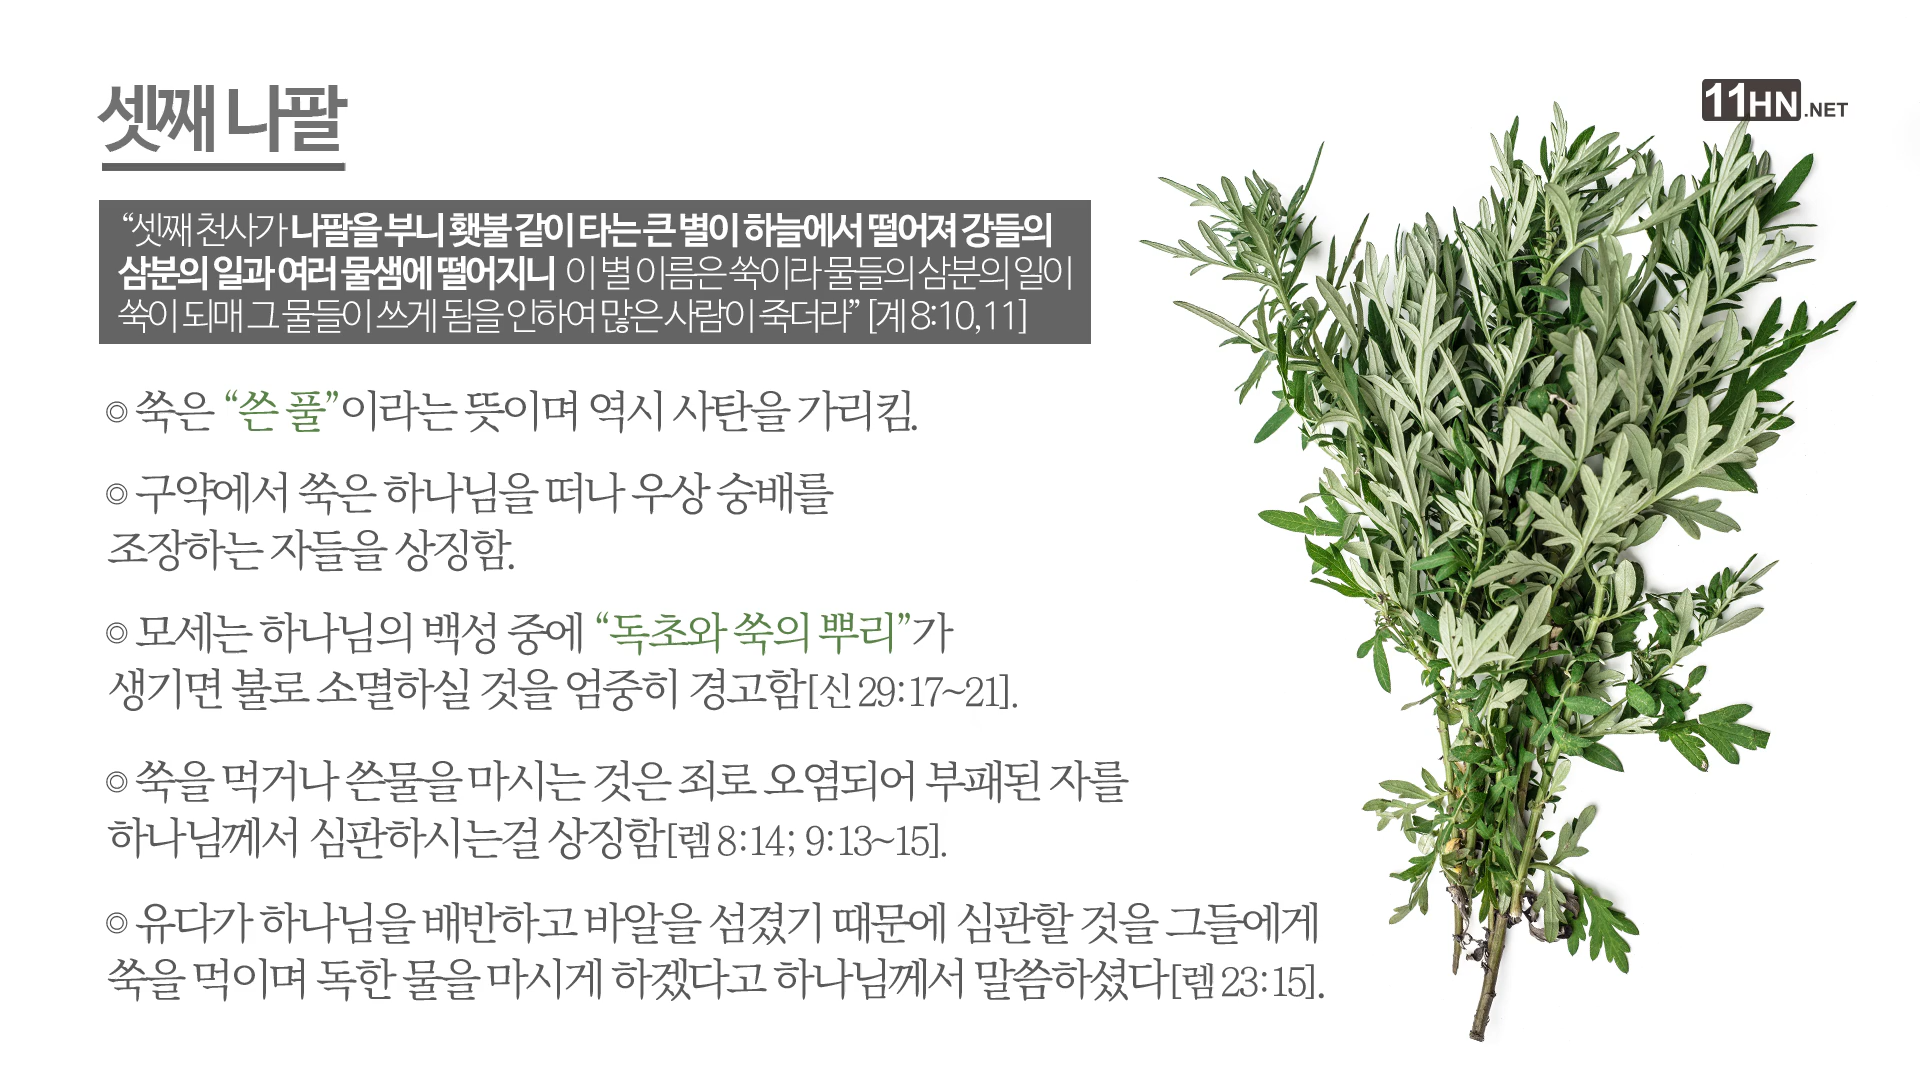 셋째 나팔
11HN.NET
“셋째 천사가 나팔을 부니 횃불 같이 타는 큰 별이 하늘에서 떨어져 강들의
삼분의 일과 여러 물샘에 떨어지니 이 별 이름은 쑥이라 물들의 삼분의 일이
쑥이 되매 그 물들이 쓰게 됨을 인하여 많은 사람이 죽더라” [계 8:10,11]
◎ 쑥은 “쓴 풀”이라는 뜻이며 역시 사탄을 가리킴.
◎ 구약에서 쑥은 하나님을 떠나 우상 숭배를
조장하는 자들을 상징함.
◎ 모세는 하나님의 백성 중에 “독초와 쑥의 뿌리”가
생기면 불로 소멸하실 것을 엄중히 경고함[신 29:17~21].
◎ 쑥을 먹거나 쓴물을 마시는 것은 죄로 오염되어 부패된 자를
하나님께서 심판하시는걸 상징함[렘 8:14; 9:13~15].
◎ 유다가 하나님을 배반하고 바알을 섬겼기 때문에 심판할 것을 그들에게
쑥을 먹이며 독한 물을 마시게 하겠다고 하나님께서 말씀하셨다[렘 23:15].